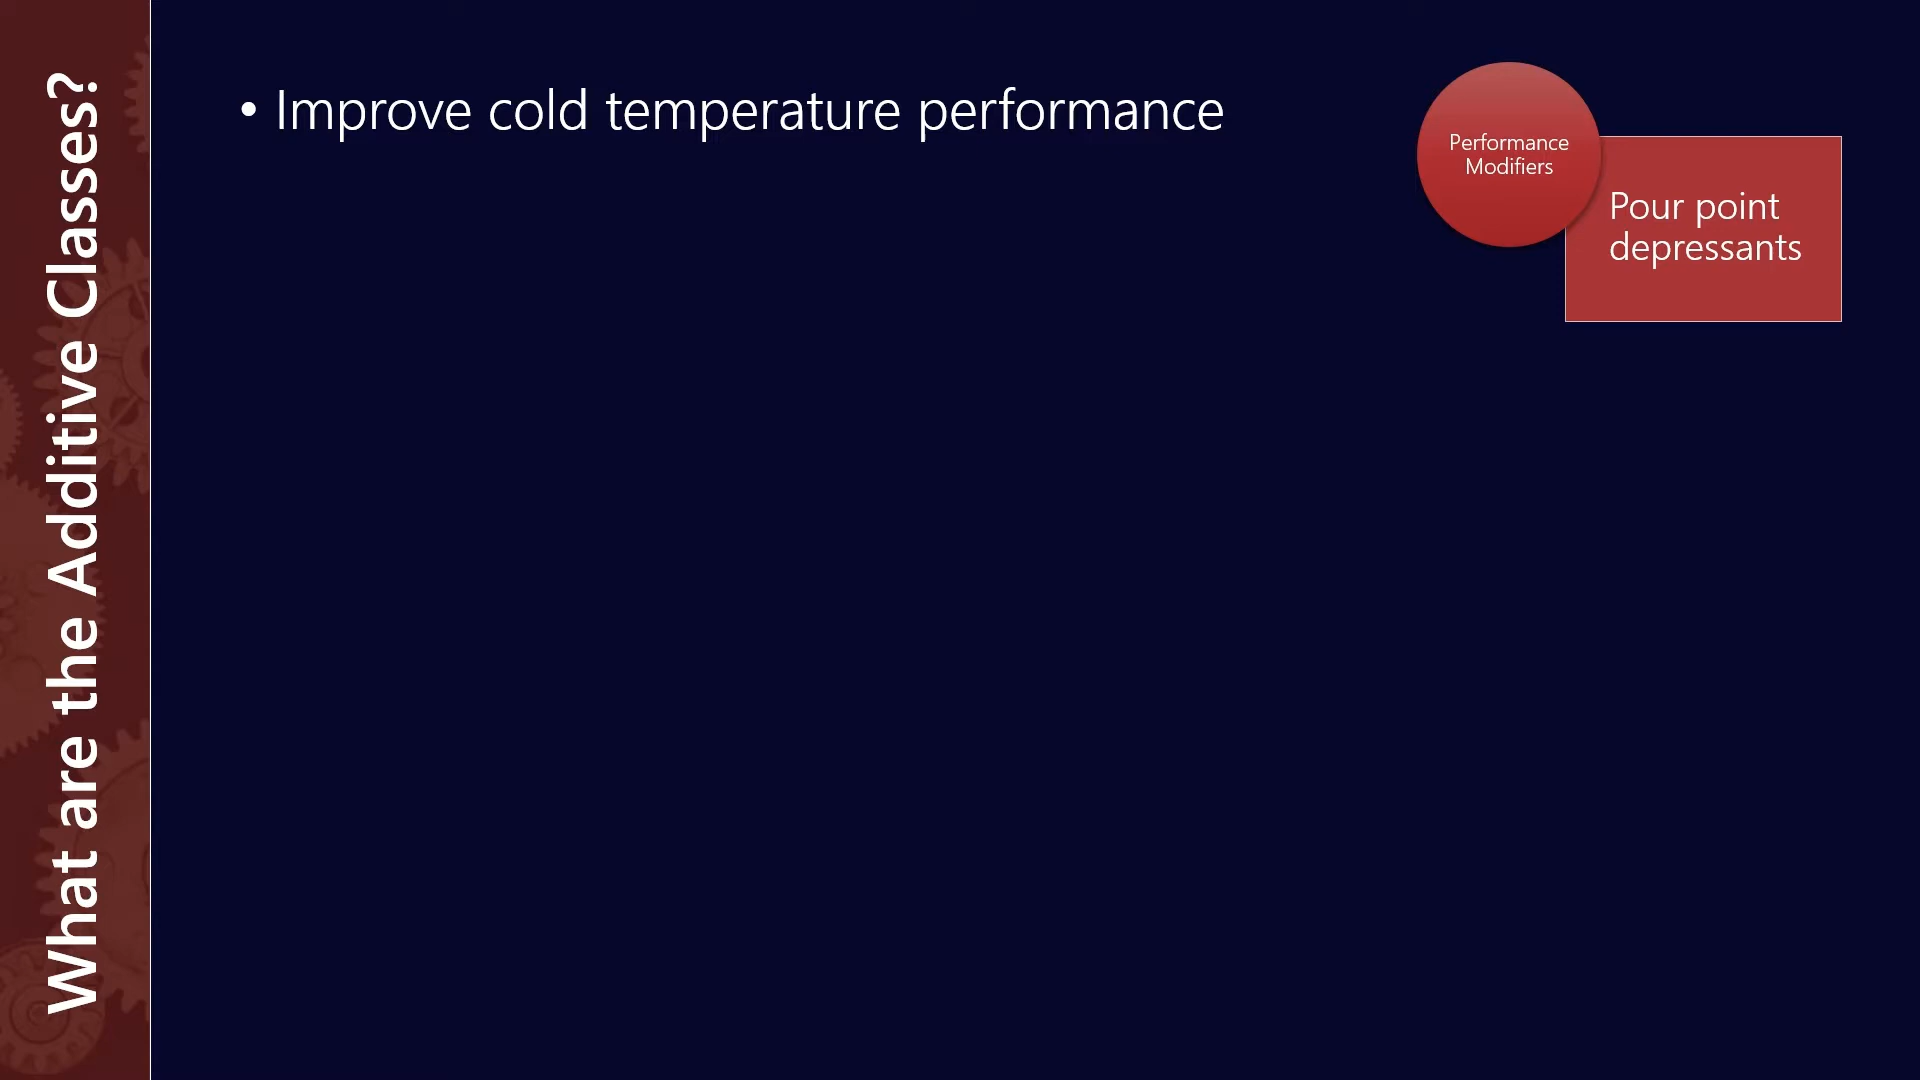 What are the Additive Classes?
• Improve cold temperature performance
Performance
Modifiers
Pour point
depressants